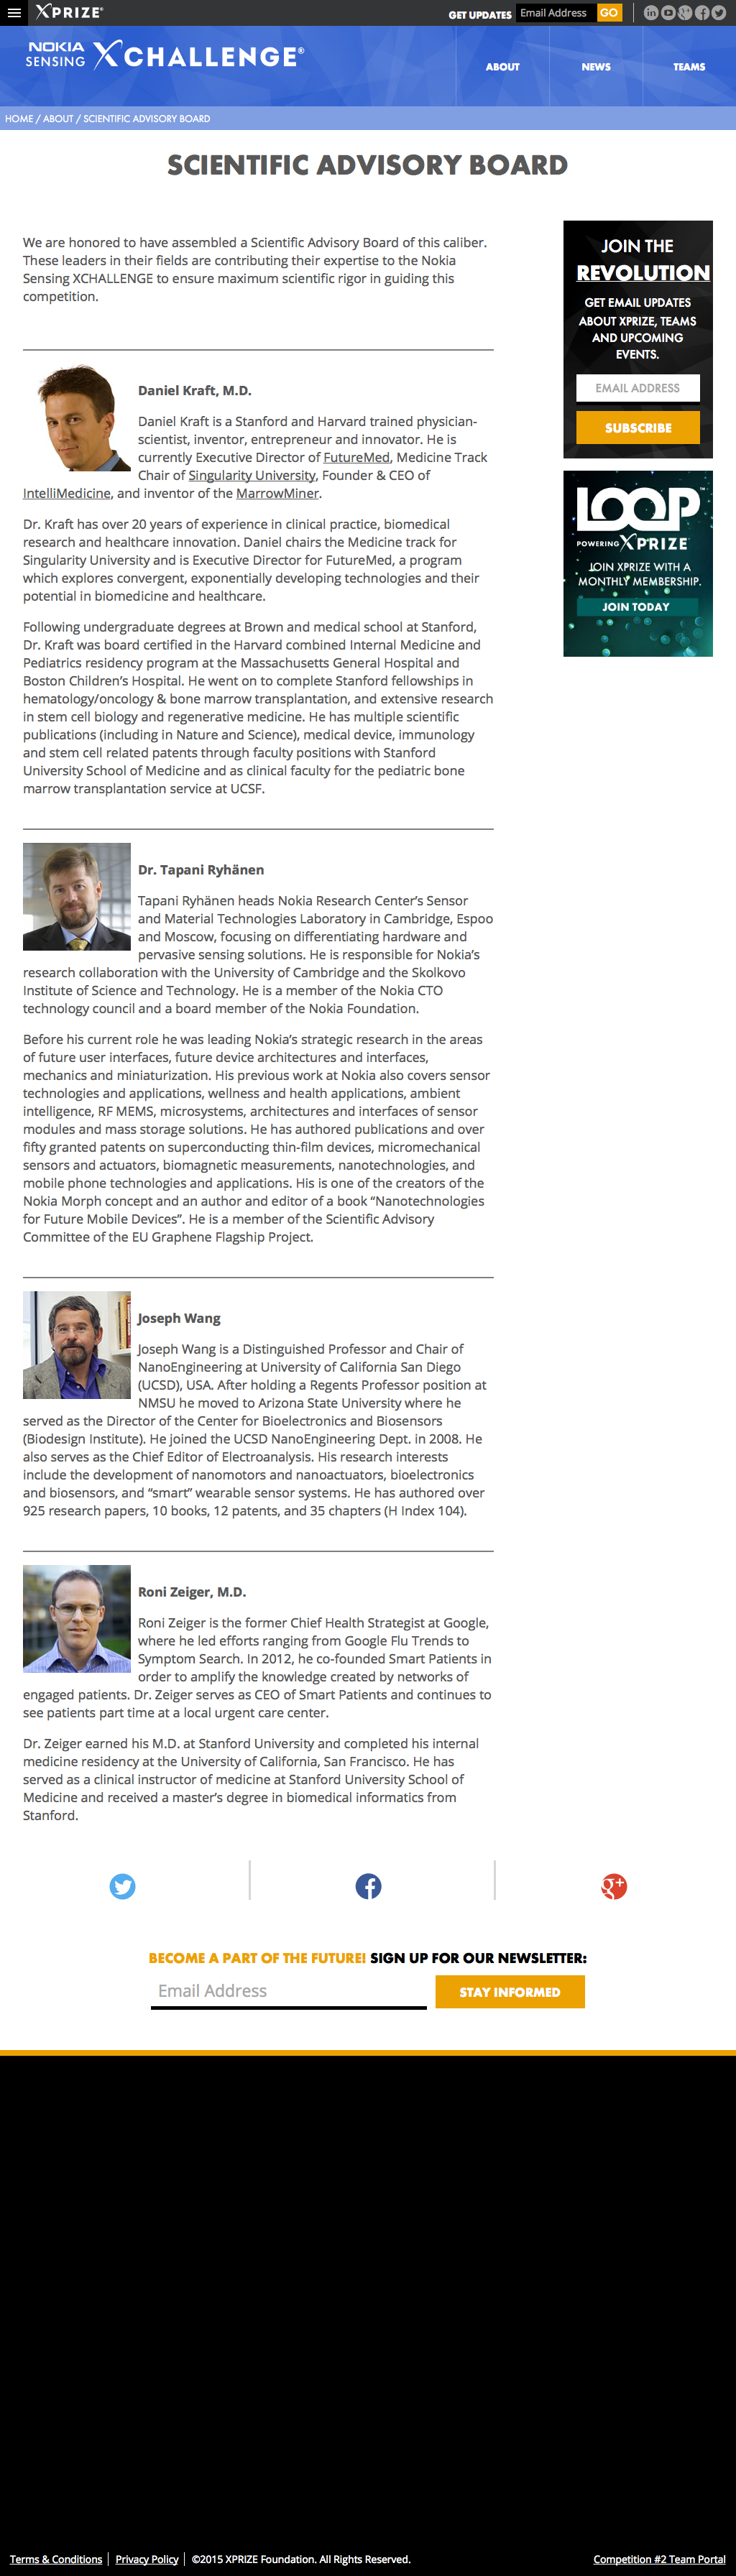 XPRIZE®
GET UPDATES
Email Address
GO
NOKIA
SENSING
XCHALLENGE®
ABOUT
NEWS
TEAMS
HOME / ABOUT / SCIENTIFIC ADVISORY BOARD
SCIENTIFIC ADVISORY BOARD
We are honored to have assembled a Scientific Advisory Board of this caliber.
These leaders in their fields are contributing their expertise to the Nokia
Sensing XCHALLENGE to ensure maximum scientific rigor in guiding this
competition.
Daniel Kraft, M.D.
Daniel Kraft is a Stanford and Harvard trained physician-
scientist, inventor, entrepreneur and innovator. He is
currently Executive Director of FutureMed, Medicine Track
Chair of Singularity University, Founder & CEO of
IntelliMedicine, and inventor of the MarrowMiner.
Dr. Kraft has over 20 years of experience in clinical practice, biomedical
research and healthcare innovation. Daniel chairs the Medicine track for
Singularity University and is Executive Director for FutureMed, a program
which explores convergent, exponentially developing technologies and their
potential in biomedicine and healthcare.
Following undergraduate degrees at Brown and medical school at Stanford,
Dr. Kraft was board certified in the Harvard combined Internal Medicine and
Pediatrics residency program at the Massachusetts General Hospital and
Boston Children's Hospital. He went on to complete Stanford fellowships in
hematology/oncology & bone marrow transplantation, and extensive research
in stem cell biology and regenerative medicine. He has multiple scientific
publications (including in Nature and Science), medical device, immunology
and stem cell related patents through faculty positions with Stanford
University School of Medicine and as clinical faculty for the pediatric bone
marrow transplantation service at UCSF.
Dr. Tapani Ryhänen
Tapani Ryhänen heads Nokia Research Center's Sensor
and Material Technologies Laboratory in Cambridge, Espoo
and Moscow, focusing on differentiating hardware and
pervasive sensing solutions. He is responsible for Nokia's
research collaboration with the University of Cambridge and the Skolkovo
Institute of Science and Technology. He is a member of the Nokia CTO
technology council and a board member of the Nokia Foundation.
Before his current role he was leading Nokia's strategic research in the areas
of future user interfaces, future device architectures and interfaces,
mechanics and miniaturization. His previous work at Nokia also covers sensor
technologies and applications, wellness and health applications, ambient
intelligence, RF MEMS, microsystems, architectures and interfaces of sensor
modules and mass storage solutions. He has authored publications and over
fifty granted patents on superconducting thin-film devices, micromechanical
sensors and actuators, biomagnetic measurements, nanotechnologies, and
mobile phone technologies and applications. His is one of the creators of the
Nokia Morph concept and an author and editor of a book “Nanotechnologies
for Future Mobile Devices”. He is a member of the Scientific Advisory
Committee of the EU Graphene Flagship Project.
Joseph Wang
Joseph Wang is a Distinguished Professor and Chair of
NanoEngineering at University of California San Diego
(UCSD), USA. After holding a Regents Professor position at
NMSU he moved to Arizona State University where he
served as the Director of the Center for Bioelectronics and Biosensors
(Biodesign Institute). He joined the UCSD NanoEngineering Dept. in 2008. He
also serves as the Chief Editor of Electroanalysis. His research interests
include the development of nanomotors and nanoactuators, bioelectronics
and biosensors, and “smart” wearable sensor systems. He has authored over
925 research papers, 10 books, 12 patents, and 35 chapters (H Index 104).
Roni Zeiger, M.D.
Roni Zeiger is the former Chief Health Strategist at Google,
where he led efforts ranging from Google Flu Trends to
Symptom Search. In 2012, he co-founded Smart Patients in
order to amplify the knowledge created by networks of
engaged patients. Dr. Zeiger serves as CEO of Smart Patients and continues to
see patients part time at a local urgent care center.
Dr. Zeiger earned his M.D. at Stanford University and completed his internal
medicine residency at the University of California, San Francisco. He has
served as a clinical instructor of medicine at Stanford University School of
Medicine and received a master's degree in biomedical informatics from
Stanford.
JOIN THE
REVOLUTION
GET EMAIL UPDATES
ABOUT XPRIZE, TEAMS
AND UPCOMING
EVENTS.
EMAIL ADDRESS
SUBSCRIBE
LOOP™
POWERING XPRIZE
JOIN XPRIZE WITH A
MONTHLY MEMBERSHIP.
JOIN TODAY
BECOME A PART OF THE FUTURE! SIGN UP FOR OUR NEWSLETTER:
Email Address
STAY INFORMED
Terms & Conditions | Privacy Policy | ©2015 XPRIZE Foundation. All Rights Reserved.
Competition #2 Team Portal